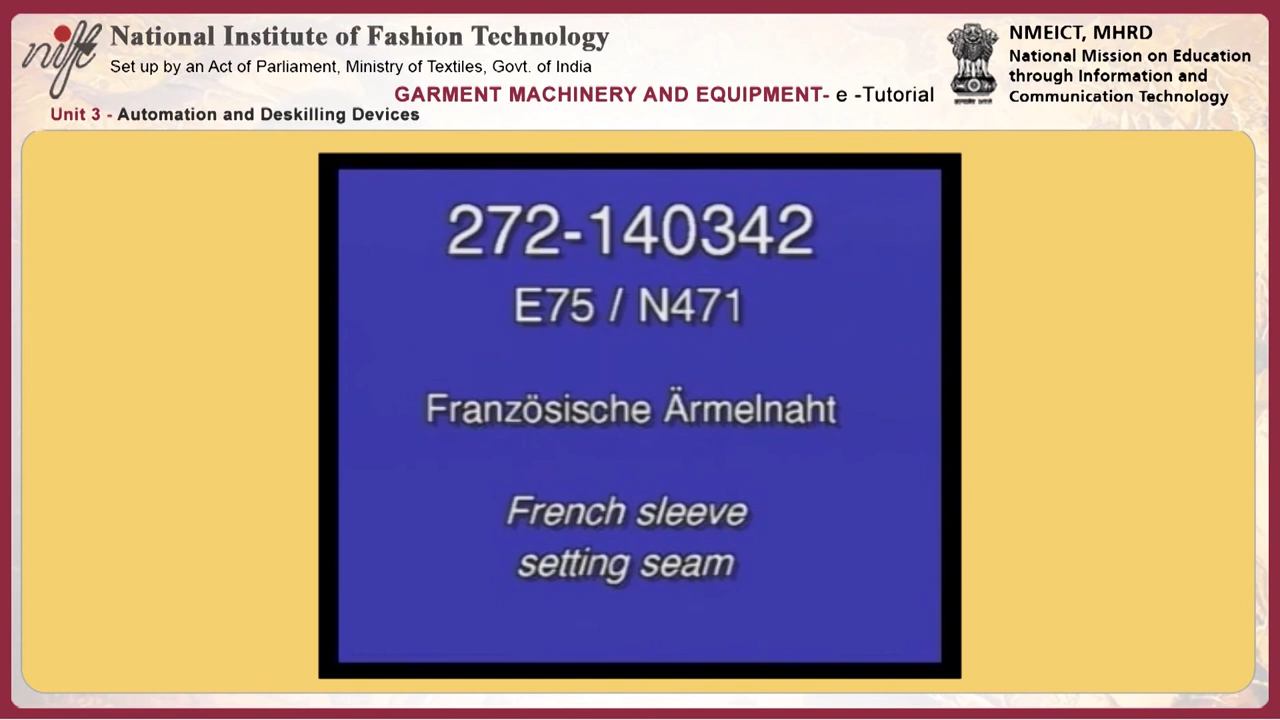 nift
National Institute of Fashion Technology
Set up by an Act of Parliament, Ministry of Textiles, Govt. of India
GARMENT MACHINERY AND EQUIPMENT- e -Tutorial
Unit 3 - Automation and Deskilling Devices
NMEICT, MHRD
National Mission on Education
through Information and
Communication Technology
272-140342
E75 / N471
Französische Ärmelnaht
French sleeve
setting seam